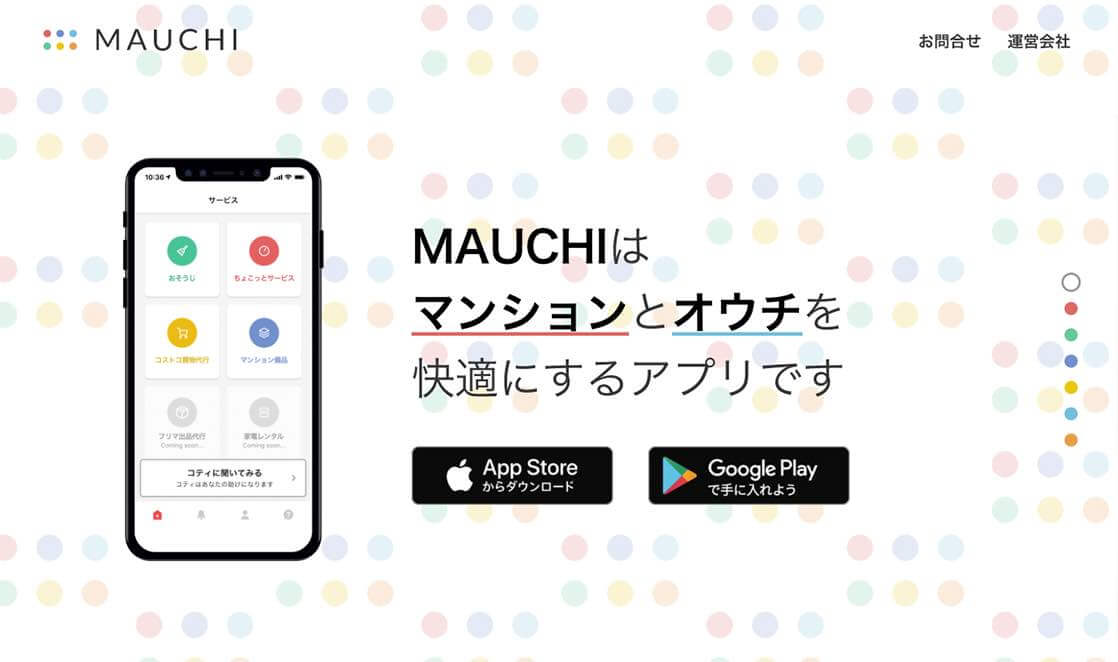 MAUCHI
お問合せ 運営会社
10:36
サービス
おそうじ ちょこっとサービス
コストコ買物代行 マンション備品
フリマ出品代行 家電レンタル
Coming soon... Coming soon...
コティに聞いてみる
コティはあなたの助けになります
MAUCHIは
マンションとオウチを
快適にするアプリです
App Store
からダウンロード
Google Play
で手に入れよう